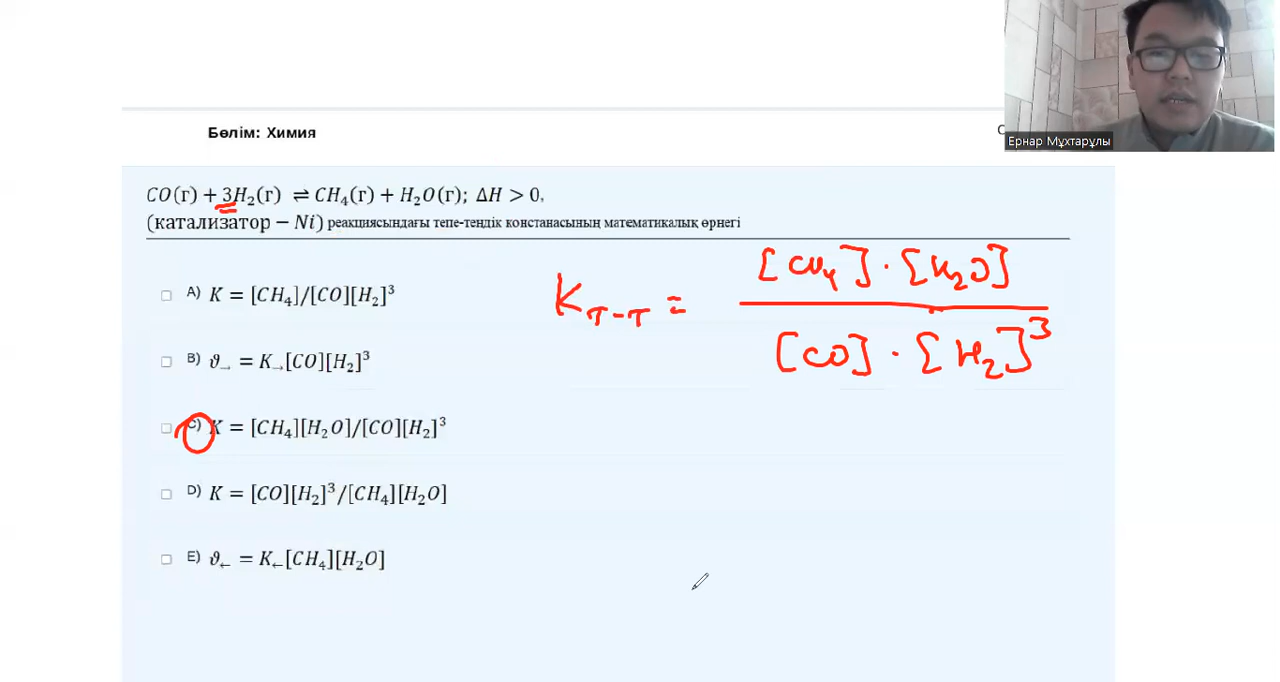 Ернар Мұхтарұлы
Бөлім: Химия
CO(г) + 3H₂(г) ⇌ CH₄(г) + H₂O(г); ΔH > 0.
(катализатор − Ni) реакциясындағы тепе-теңдік констанасының математикалық өрнегі
A) K = [CH₄]/[CO][H₂]³
B) ϑ→ = K→[CO][H₂]³
C) K = [CH₄][H₂O]/[CO][H₂]³
D) K = [CO][H₂]³/[CH₄][H₂O]
E) ϑ← = K←[CH₄][H₂O]
[CH₄] · [H₂O]
Kт-т =
[CO] · [H₂]³